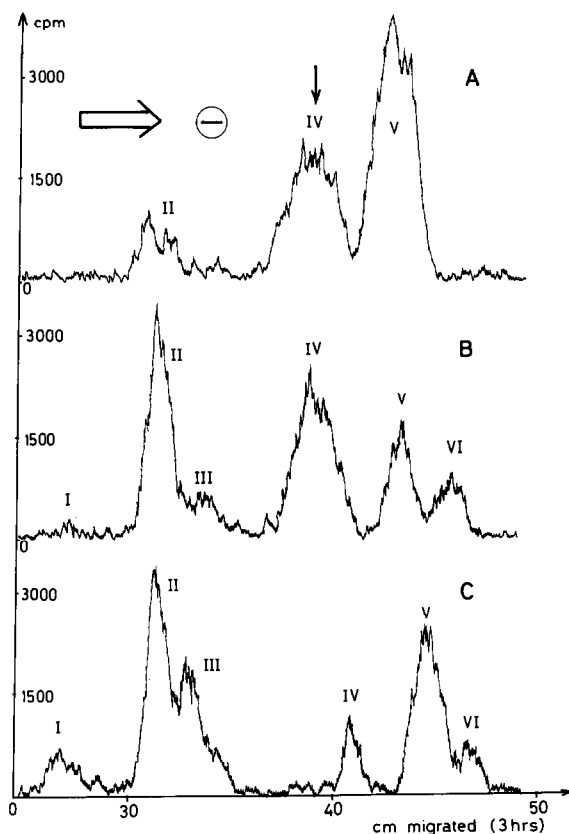 cpm
3000
A
−
IV
V
1500
II
0
3000
B
II
IV
1500
V
VI
III
I
0
3000
C
II
V
III
1500
IV
VI
I
0 30 40 50
cm migrated (3hrs)